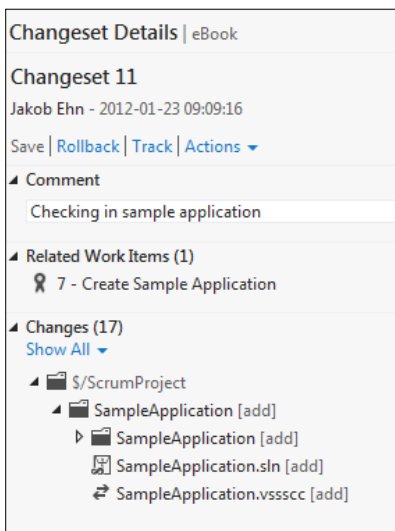 Changeset Details | eBook
Changeset 11
Jakob Ehn - 2012-01-23 09:09:16
Save | Rollback | Track | Actions
Comment
Checking in sample application
Related Work Items (1)
7 - Create Sample Application
Changes (17)
Show All
$/ScrumProject
SampleApplication [add]
SampleApplication [add]
SampleApplication.sln [add]
SampleApplication.vssscc [add]